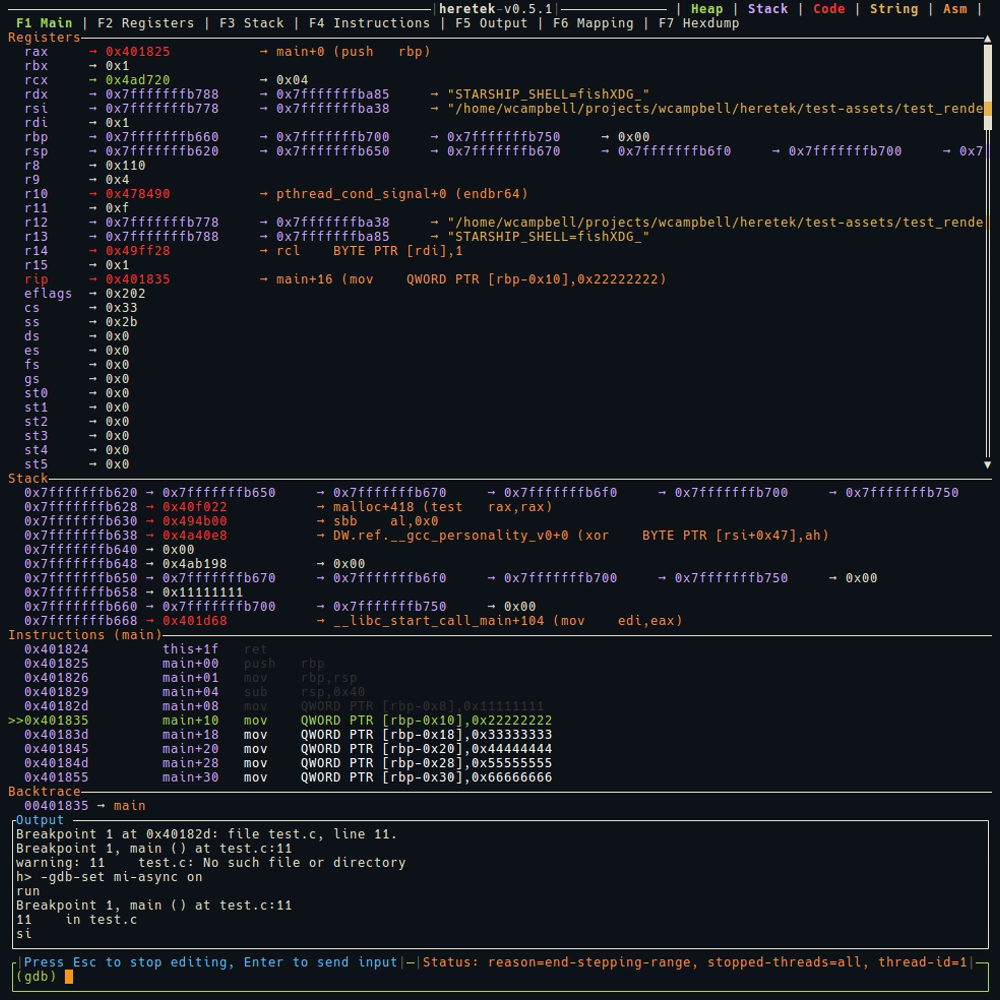 |heretek-v0.5.1| | Heap | Stack | Code | String | Asm |
F1 Main | F2 Registers | F3 Stack | F4 Instructions | F5 Output | F6 Mapping | F7 Hexdump
Registers
rax → 0x401825 → main+0 (push rbp)
rbx → 0x1
rcx → 0x4ad720 → 0x04
rdx → 0x7fffffffb788 → 0x7fffffffba85 → "STARSHIP_SHELL=fishXDG_"
rsi → 0x7fffffffb778 → 0x7fffffffba38 → "/home/wcampbell/projects/wcampbell/heretek/test-assets/test_rende
rdi → 0x1
rbp → 0x7fffffffb660 → 0x7fffffffb700 → 0x7fffffffb750 → 0x00
rsp → 0x7fffffffb620 → 0x7fffffffb650 → 0x7fffffffb670 → 0x7fffffffb6f0 → 0x7fffffffb700 → 0x7
r8 → 0x110
r9 → 0x4
r10 → 0x478490 → pthread_cond_signal+0 (endbr64)
r11 → 0xf
r12 → 0x7fffffffb778 → 0x7fffffffba38 → "/home/wcampbell/projects/wcampbell/heretek/test-assets/test_rende
r13 → 0x7fffffffb788 → 0x7fffffffba85 → "STARSHIP_SHELL=fishXDG_"
r14 → 0x49ff28 → rcl BYTE PTR [rdi],1
r15 → 0x1
rip → 0x401835 → main+16 (mov QWORD PTR [rbp-0x10],0x22222222)
eflags → 0x202
cs → 0x33
ss → 0x2b
ds → 0x0
es → 0x0
fs → 0x0
gs → 0x0
st0 → 0x0
st1 → 0x0
st2 → 0x0
st3 → 0x0
st4 → 0x0
st5 → 0x0
Stack
0x7fffffffb620 → 0x7fffffffb650 → 0x7fffffffb670 → 0x7fffffffb6f0 → 0x7fffffffb700 → 0x7fffffffb750
0x7fffffffb628 → 0x40f022 → malloc+418 (test rax,rax)
0x7fffffffb630 → 0x494b00 → sbb al,0x0
0x7fffffffb638 → 0x4a40e8 → DW.ref.__gcc_personality_v0+0 (xor BYTE PTR [rsi+0x47],ah)
0x7fffffffb640 → 0x00
0x7fffffffb648 → 0x4ab198 → 0x00
0x7fffffffb650 → 0x7fffffffb670 → 0x7fffffffb6f0 → 0x7fffffffb700 → 0x7fffffffb750 → 0x00
0x7fffffffb658 → 0x11111111
0x7fffffffb660 → 0x7fffffffb700 → 0x7fffffffb750 → 0x00
0x7fffffffb668 → 0x401d68 → __libc_start_call_main+104 (mov edi,eax)
Instructions (main)
0x401824 this+1f ret
0x401825 main+00 push rbp
0x401826 main+01 mov rbp,rsp
0x401829 main+04 sub rsp,0x40
0x40182d main+08 mov QWORD PTR [rbp-0x8],0x11111111
>>0x401835 main+10 mov QWORD PTR [rbp-0x10],0x22222222
0x40183d main+18 mov QWORD PTR [rbp-0x18],0x33333333
0x401845 main+20 mov QWORD PTR [rbp-0x20],0x44444444
0x40184d main+28 mov QWORD PTR [rbp-0x28],0x55555555
0x401855 main+30 mov QWORD PTR [rbp-0x30],0x66666666
Backtrace
00401835 → main
Output
Breakpoint 1 at 0x40182d: file test.c, line 11.
Breakpoint 1, main () at test.c:11
warning: 11 test.c: No such file or directory
h> -gdb-set mi-async on
run
Breakpoint 1, main () at test.c:11
11 in test.c
si
|Press Esc to stop editing, Enter to send input|—|Status: reason=end-stepping-range, stopped-threads=all, thread-id=1|
(gdb)